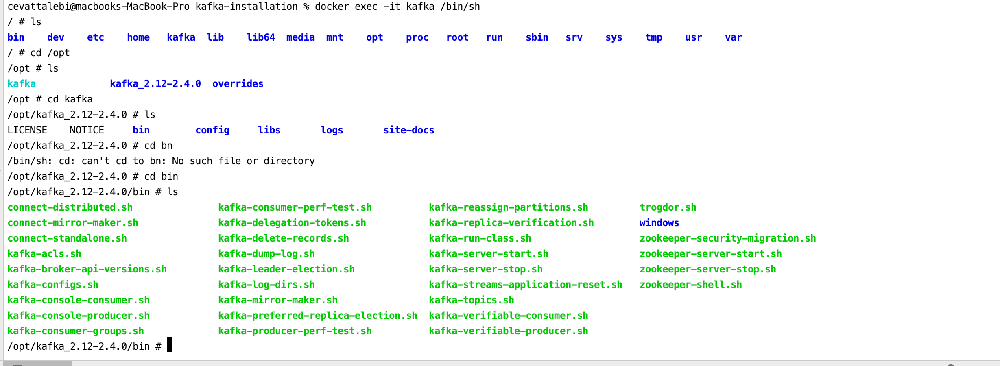 cevattalebi@macbooks-MacBook-Pro kafka-installation % docker exec -it kafka /bin/sh
/ # ls
bin    dev    etc    home   kafka  lib    lib64  media  mnt    opt    proc   root   run    sbin   srv    sys    tmp    usr    var
/ # cd /opt
/opt # ls
kafka             kafka_2.12-2.4.0  overrides
/opt # cd kafka
/opt/kafka_2.12-2.4.0 # ls
LICENSE    NOTICE     bin        config     libs       logs       site-docs
/opt/kafka_2.12-2.4.0 # cd bn
/bin/sh: cd: can't cd to bn: No such file or directory
/opt/kafka_2.12-2.4.0 # cd bin
/opt/kafka_2.12-2.4.0/bin # ls
connect-distributed.sh               kafka-consumer-perf-test.sh          kafka-reassign-partitions.sh         trogdor.sh
connect-mirror-maker.sh              kafka-delegation-tokens.sh           kafka-replica-verification.sh        windows
connect-standalone.sh                kafka-delete-records.sh              kafka-run-class.sh                   zookeeper-security-migration.sh
kafka-acls.sh                        kafka-dump-log.sh                    kafka-server-start.sh                zookeeper-server-start.sh
kafka-broker-api-versions.sh         kafka-leader-election.sh             kafka-server-stop.sh                 zookeeper-server-stop.sh
kafka-configs.sh                     kafka-log-dirs.sh                    kafka-streams-application-reset.sh   zookeeper-shell.sh
kafka-console-consumer.sh            kafka-mirror-maker.sh                kafka-topics.sh
kafka-console-producer.sh            kafka-preferred-replica-election.sh  kafka-verifiable-consumer.sh
kafka-consumer-groups.sh             kafka-producer-perf-test.sh          kafka-verifiable-producer.sh
/opt/kafka_2.12-2.4.0/bin #